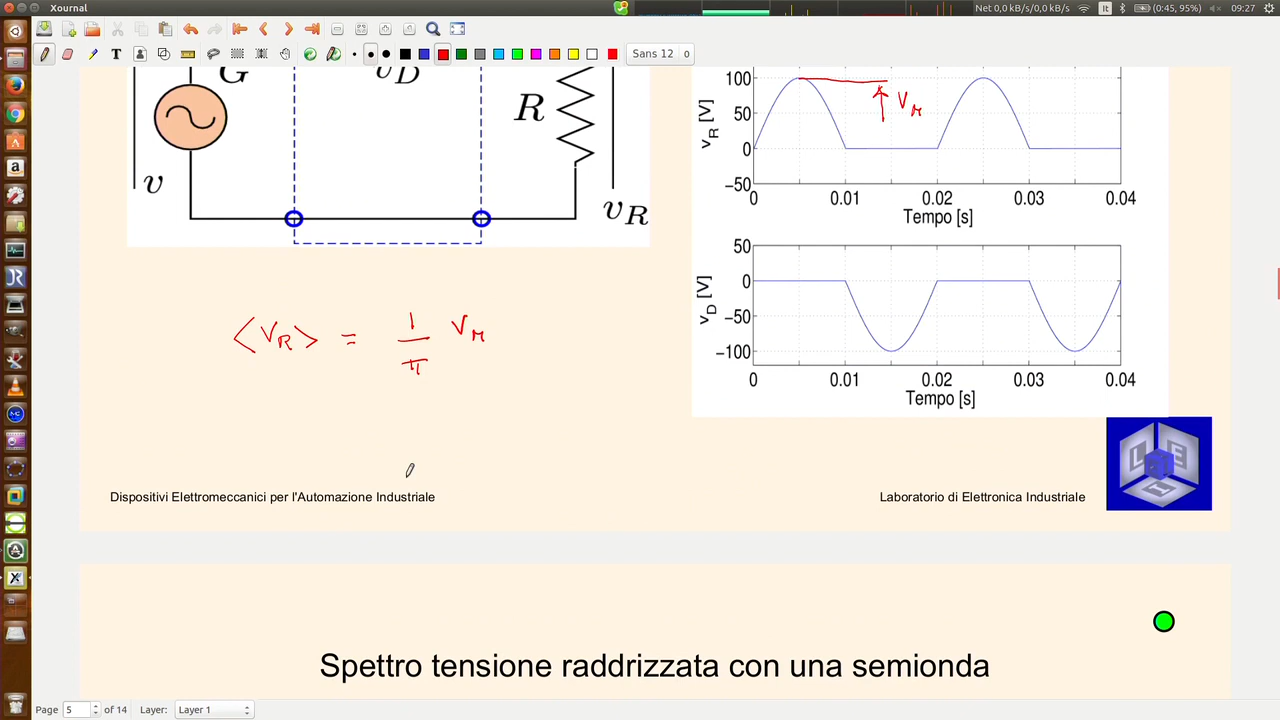 Xournal
Net 0,0 kB/s/0,0 kB/s
It
(0:45, 95%)
09:27
Sans 12
G
υD
R
v
vR
100
50
0
−50
vR [V]
VM
0 0.01 0.02 0.03 0.04
Tempo [s]
50
0
−50
−100
vD [V]
0 0.01 0.02 0.03 0.04
Tempo [s]
<VR> = 1/π VM
Dispositivi Elettromeccanici per l'Automazione Industriale
Laboratorio di Elettronica Industriale
Spettro tensione raddrizzata con una semionda
Page 5 of 14 Layer: Layer 1